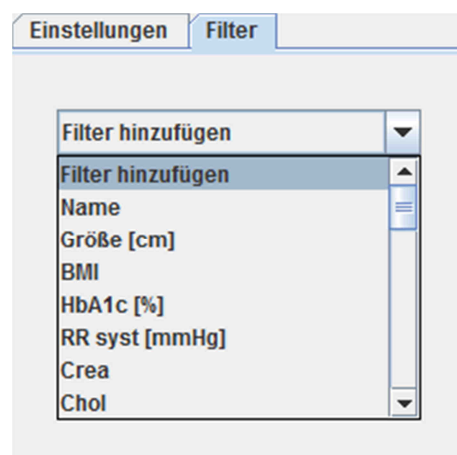 Einstellungen Filter
Filter hinzufügen
Filter hinzufügen
Name
Größe [cm]
BMI
HbA1c [%]
RR syst [mmHg]
Crea
Chol